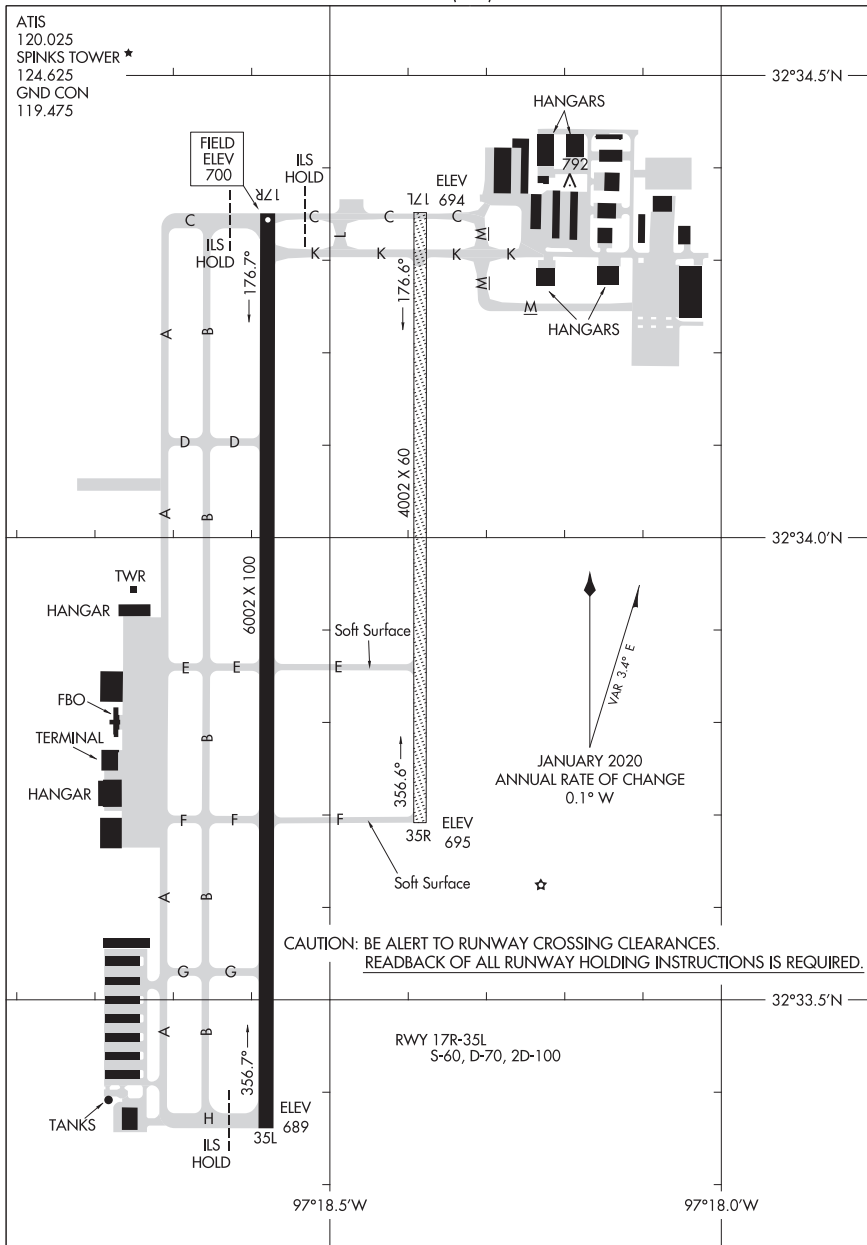 ATIS
120.025
SPINKS TOWER
124.625
GND CON
119.475
32°34.5'N
HANGARS
792
FIELD
ELEV
700
ILS
HOLD
17R
ELEV
694
17L
C
C
C
C
ILS
HOLD
L
K
K
K
K
M
M
M
HANGARS
176.7°
176.6°
A
B
D
D
4002 X 60
A
B
32°34.0'N
TWR
HANGAR
6002 X 100
Soft Surface
E
E
E
VAR 3.4° E
FBO
TERMINAL
B
HANGAR
356.6°
JANUARY 2020
ANNUAL RATE OF CHANGE
0.1° W
F
F
F
35R
ELEV
695
Soft Surface
A
B
CAUTION: BE ALERT TO RUNWAY CROSSING CLEARANCES.
READBACK OF ALL RUNWAY HOLDING INSTRUCTIONS IS REQUIRED.
G
G
32°33.5'N
A
B
356.7°
RWY 17R-35L
S-60, D-70, 2D-100
TANKS
H
ELEV
689
35L
ILS
HOLD
97°18.5'W
97°18.0'W